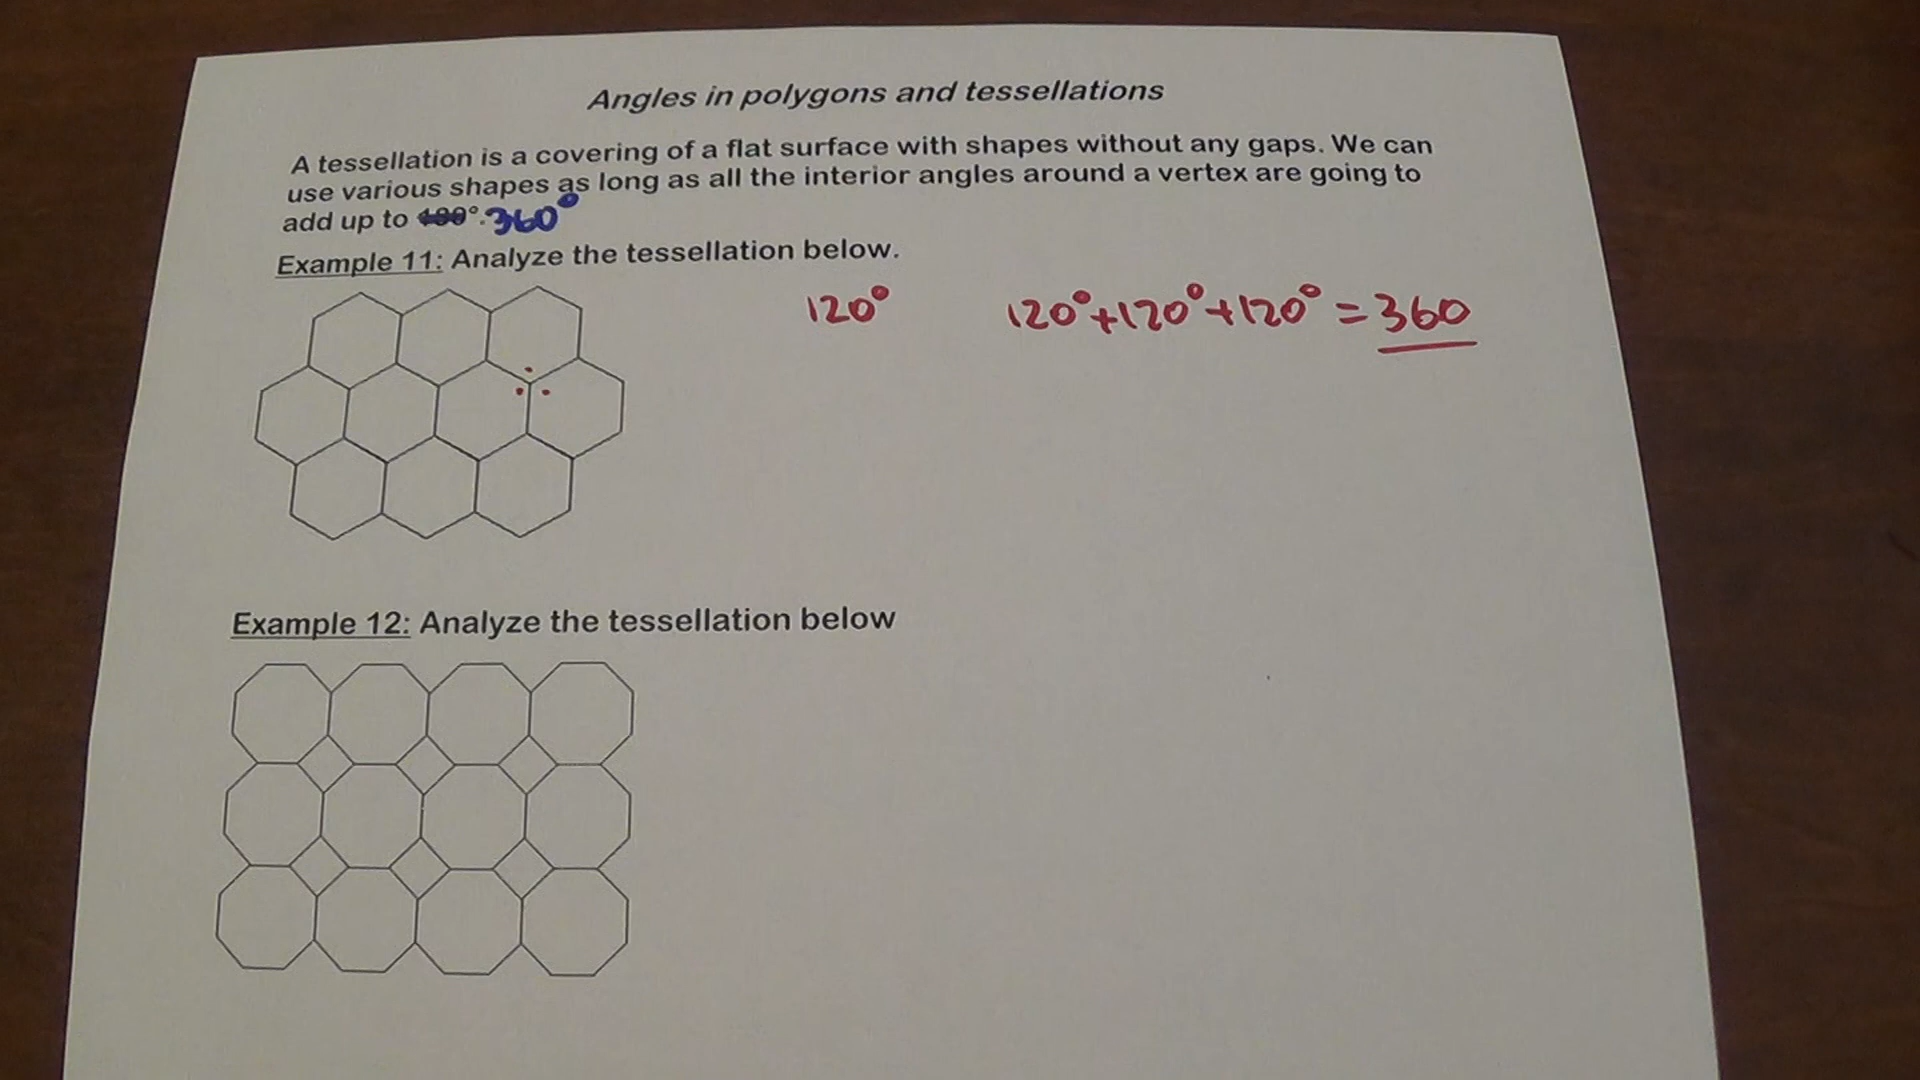 Angles in polygons and tessellations
A tessellation is a covering of a flat surface with shapes without any gaps. We can
use various shapes as long as all the interior angles around a vertex are going to
add up to 180°. 360°
Example 11: Analyze the tessellation below.
120° 120°+120°+120° = 360
Example 12: Analyze the tessellation below